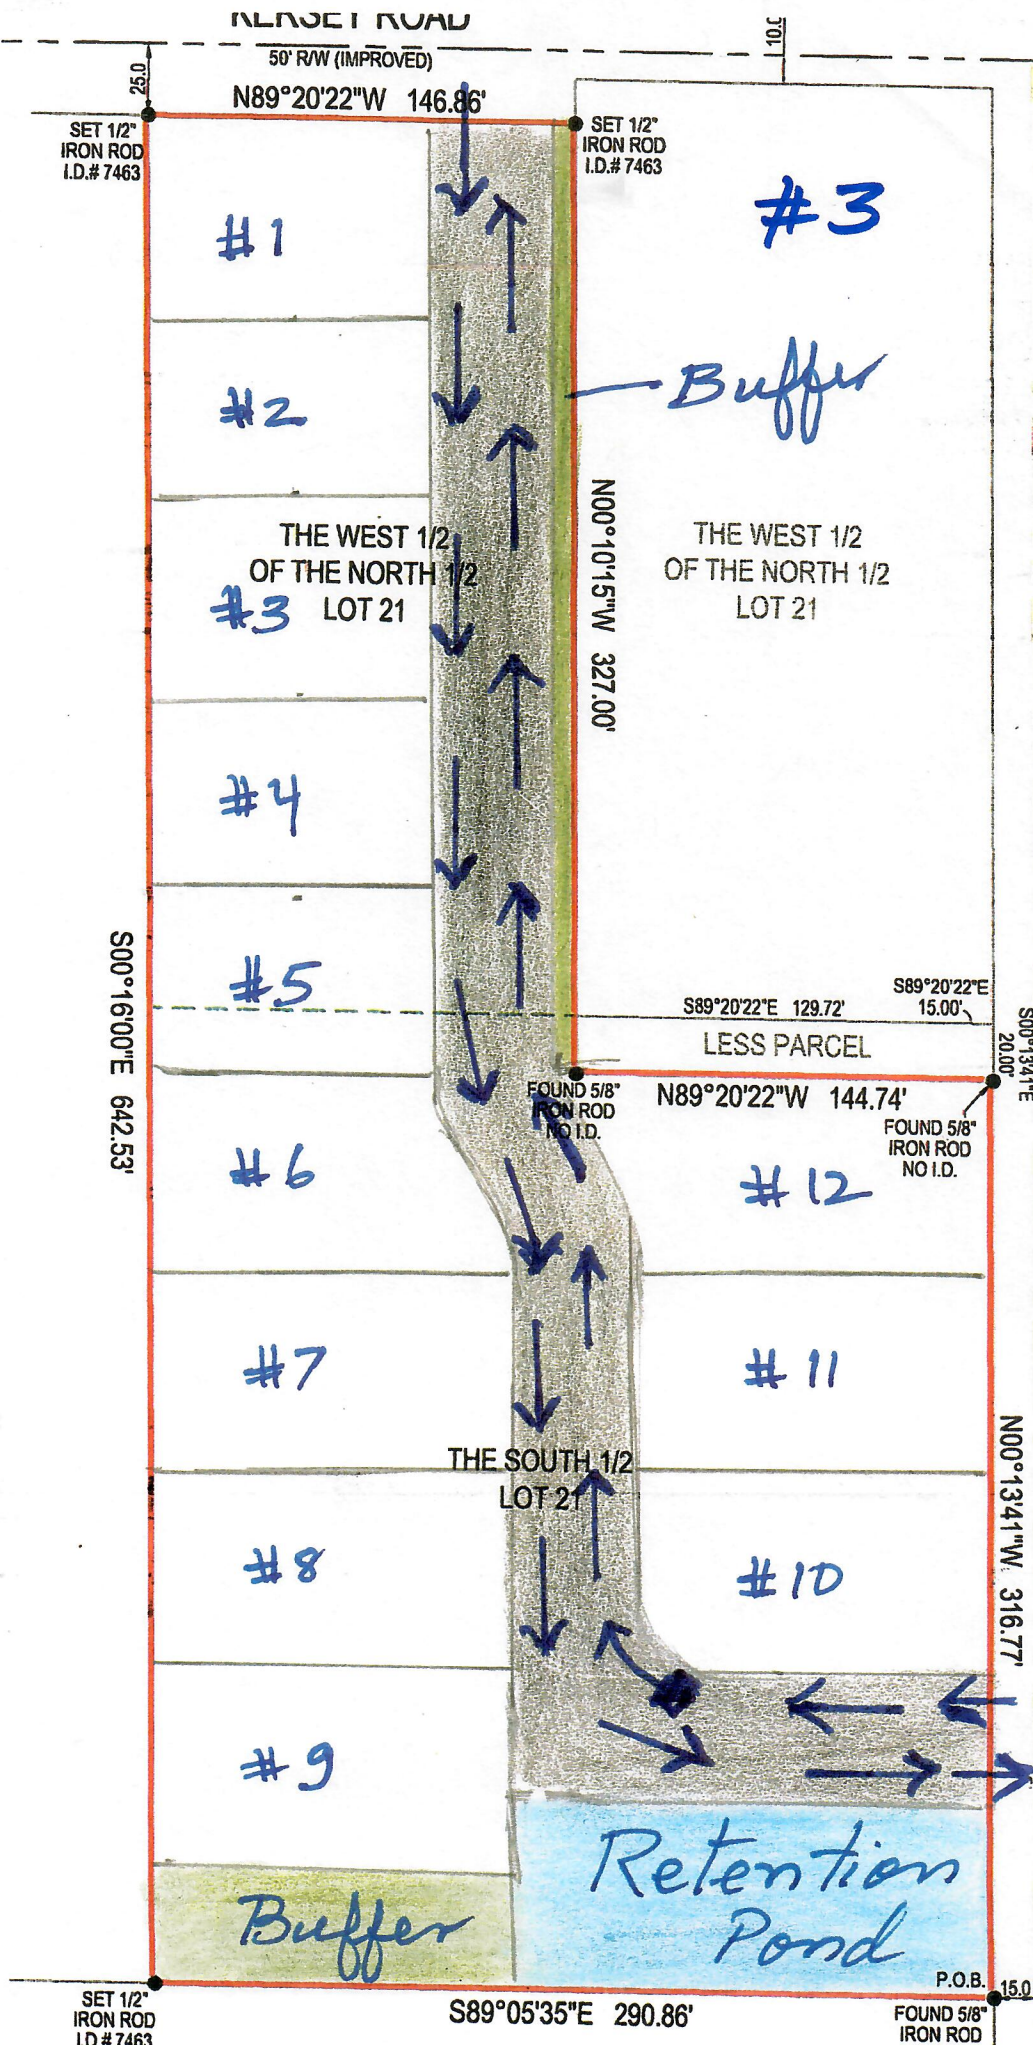 KERSEY ROAD
50' R/W (IMPROVED)
25.0
10.0
N89°20'22"W 146.86'
SET 1/2"
IRON ROD
I.D.# 7463
SET 1/2"
IRON ROD
I.D.# 7463
#3
#1
Buffer
#2
THE WEST 1/2
OF THE NORTH 1/2
LOT 21
THE WEST 1/2
OF THE NORTH 1/2
LOT 21
N00°10'15"W 327.00'
#3
#4
#5
S89°20'22"E 129.72'
S89°20'22"E
15.00'
LESS PARCEL
S00°13'41"E
20.00'
FOUND 5/8"
IRON ROD
NO I.D.
N89°20'22"W 144.74'
FOUND 5/8"
IRON ROD
NO I.D.
S00°16'00"E 642.53'
#6
#12
#7
#11
THE SOUTH 1/2
LOT 21
N00°13'41"W 316.77'
#8
#10
#9
Retention
Pond
Buffer
P.O.B.
15.0
SET 1/2"
IRON ROD
I.D.# 7463
S89°05'35"E 290.86'
FOUND 5/8"
IRON ROD